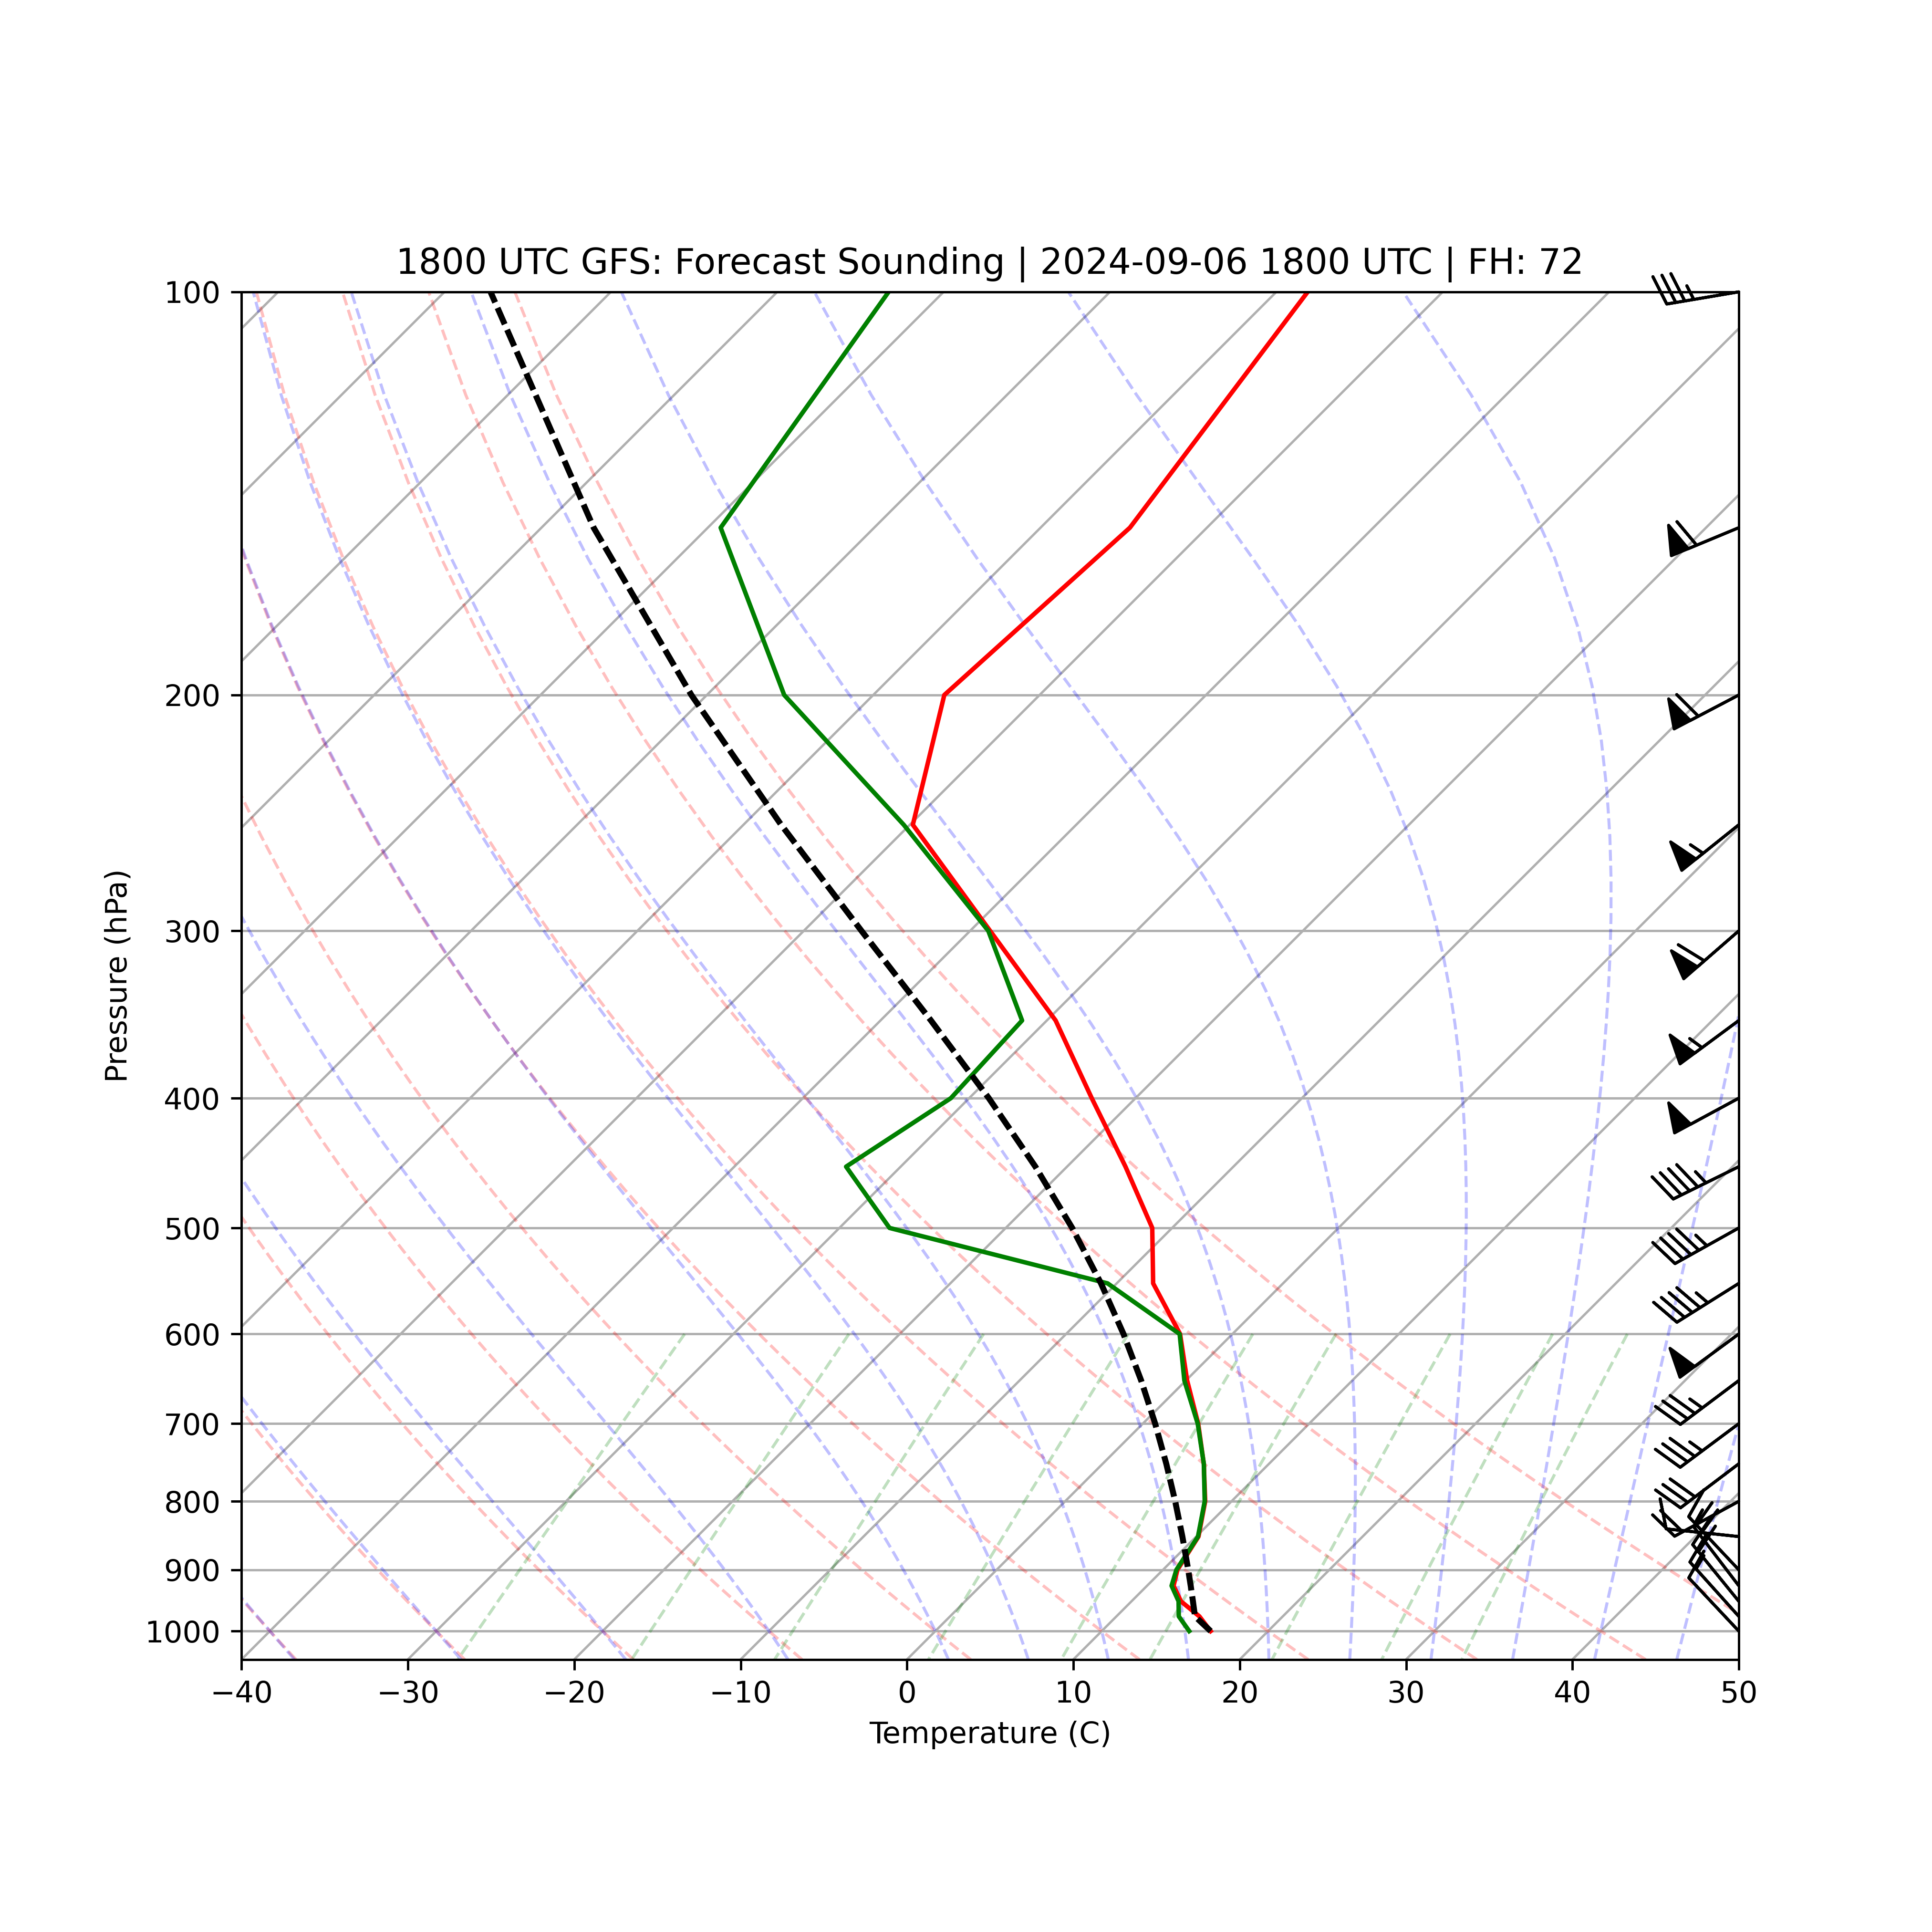 1800 UTC GFS: Forecast Sounding | 2024-09-06 1800 UTC | FH: 72
100
200
300
400
500
600
700
800
900
1000
Pressure (hPa)
−40 −30 −20 −10 0 10 20 30 40 50
Temperature (C)